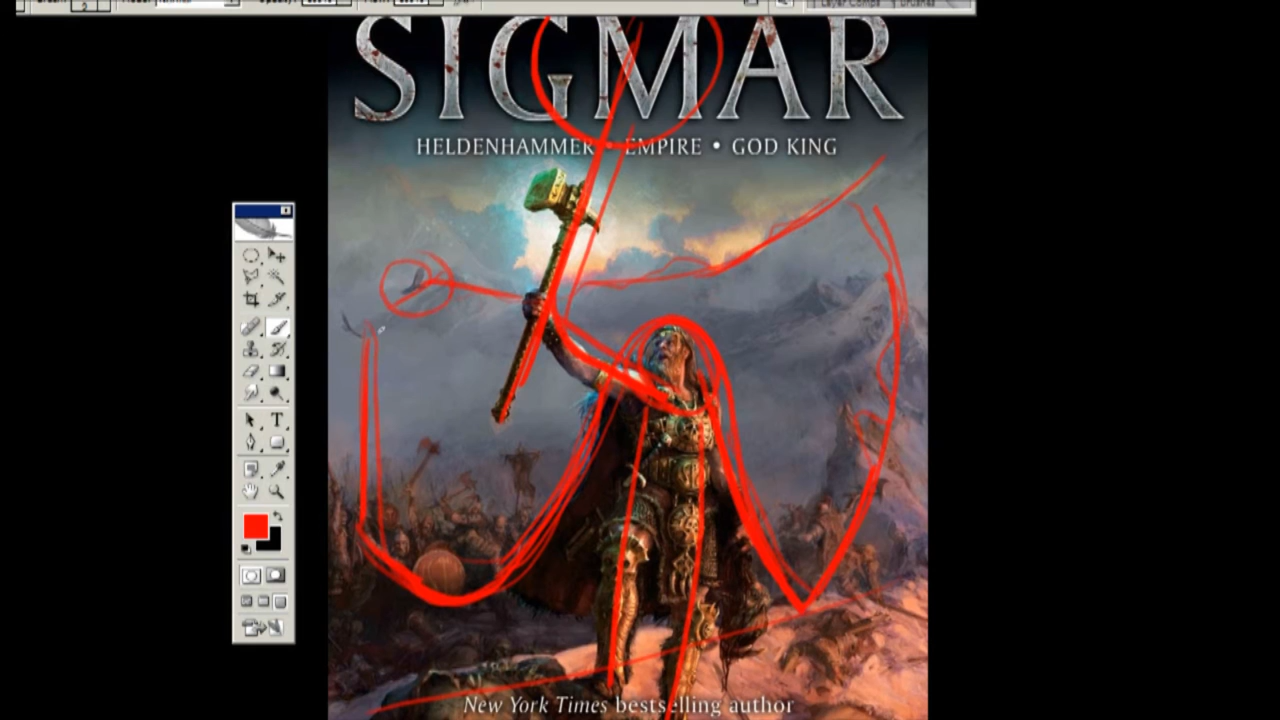 SIGMAR
HELDENHAMMER • EMPIRE • GOD KING
New York Times bestselling author